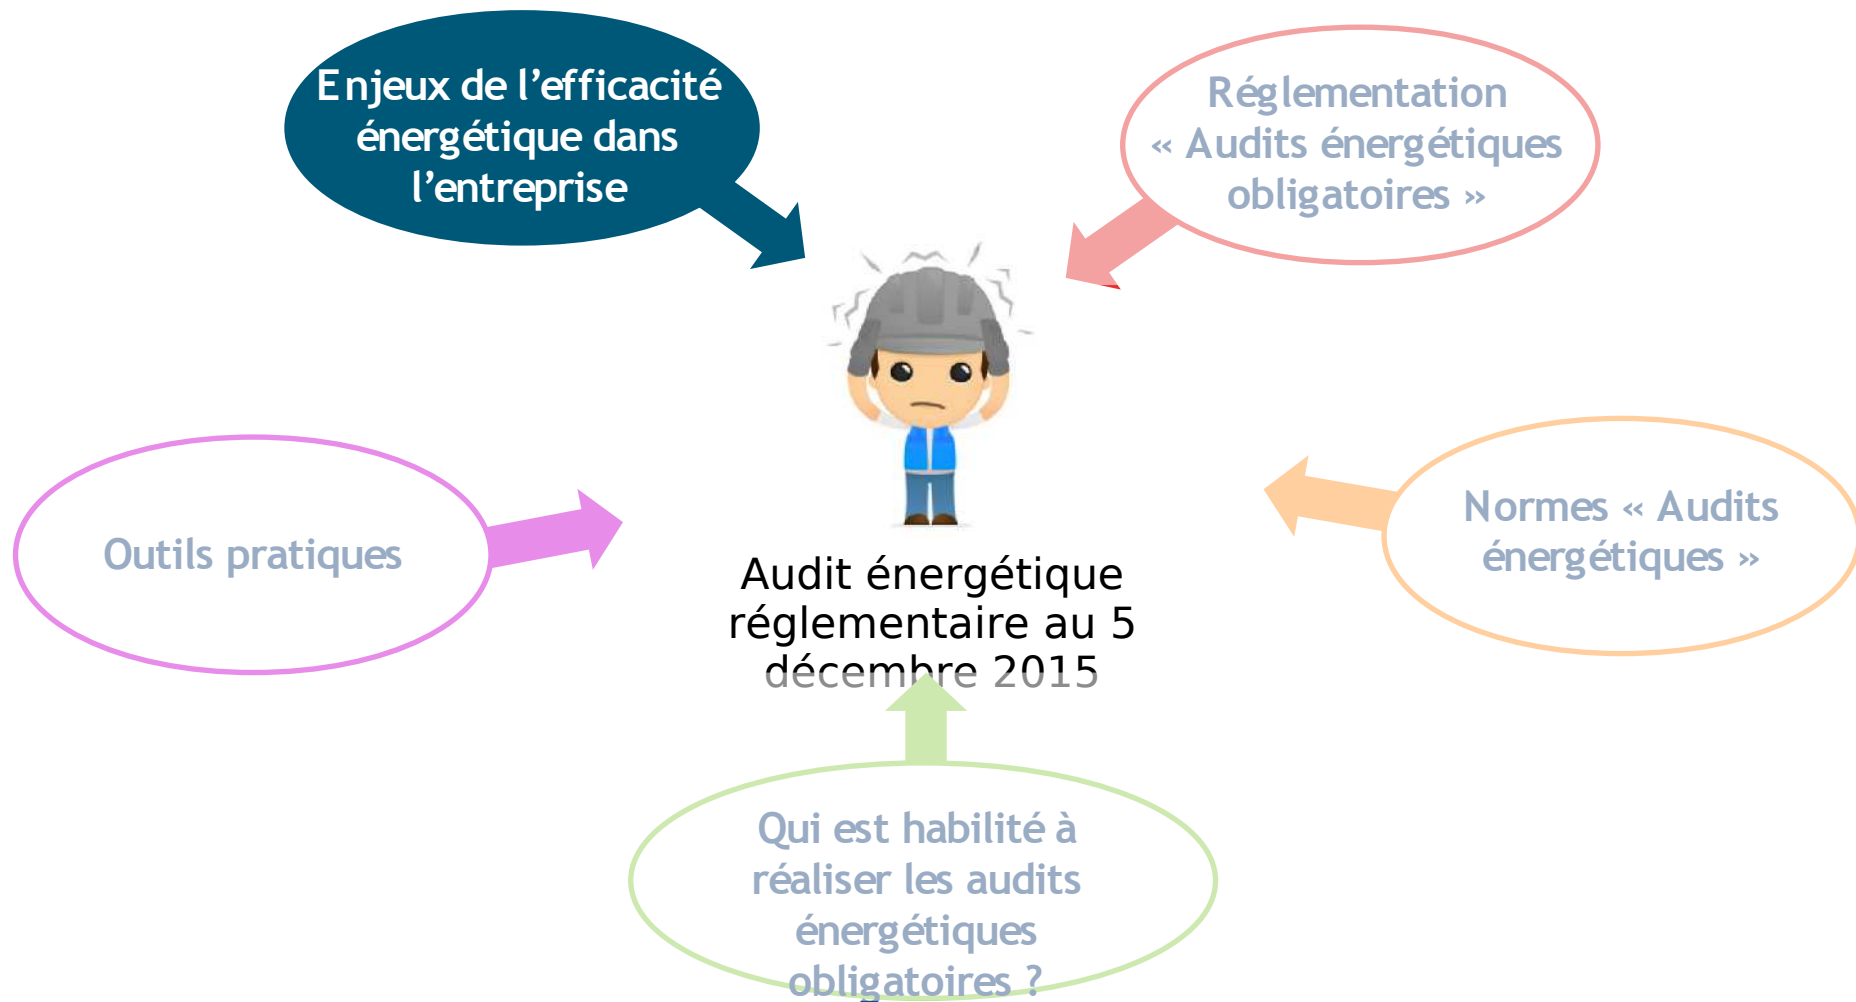 Enjeux de l’efficacité
énergétique dans
l’entreprise
Réglementation
« Audits énergétiques
obligatoires »
Outils pratiques
Normes « Audits
énergétiques »
Audit énergétique
réglementaire au 5
décembre 2015
Qui est habilité à
réaliser les audits
énergétiques
obligatoires ?